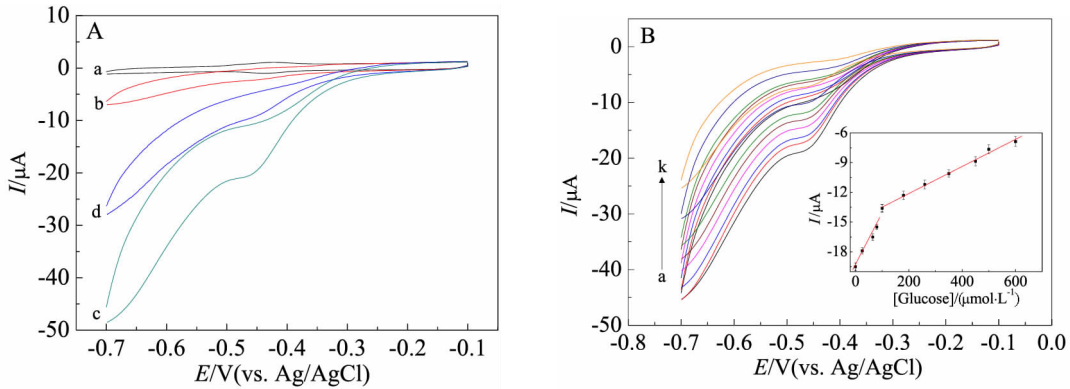 A
10
0
-10
-20
-30
-40
-50
I/μA
a
b
d
c
-0.7 -0.6 -0.5 -0.4 -0.3 -0.2 -0.1
E/V(vs. Ag/AgCl)
B
0
-10
-20
-30
-40
-50
I/μA
k
a
-0.8 -0.7 -0.6 -0.5 -0.4 -0.3 -0.2 -0.1 0.0
E/V(vs. Ag/AgCl)
-6
-9
-12
-15
-18
I/μA
0 200 400 600
[Glucose]/(μmol·L⁻¹)